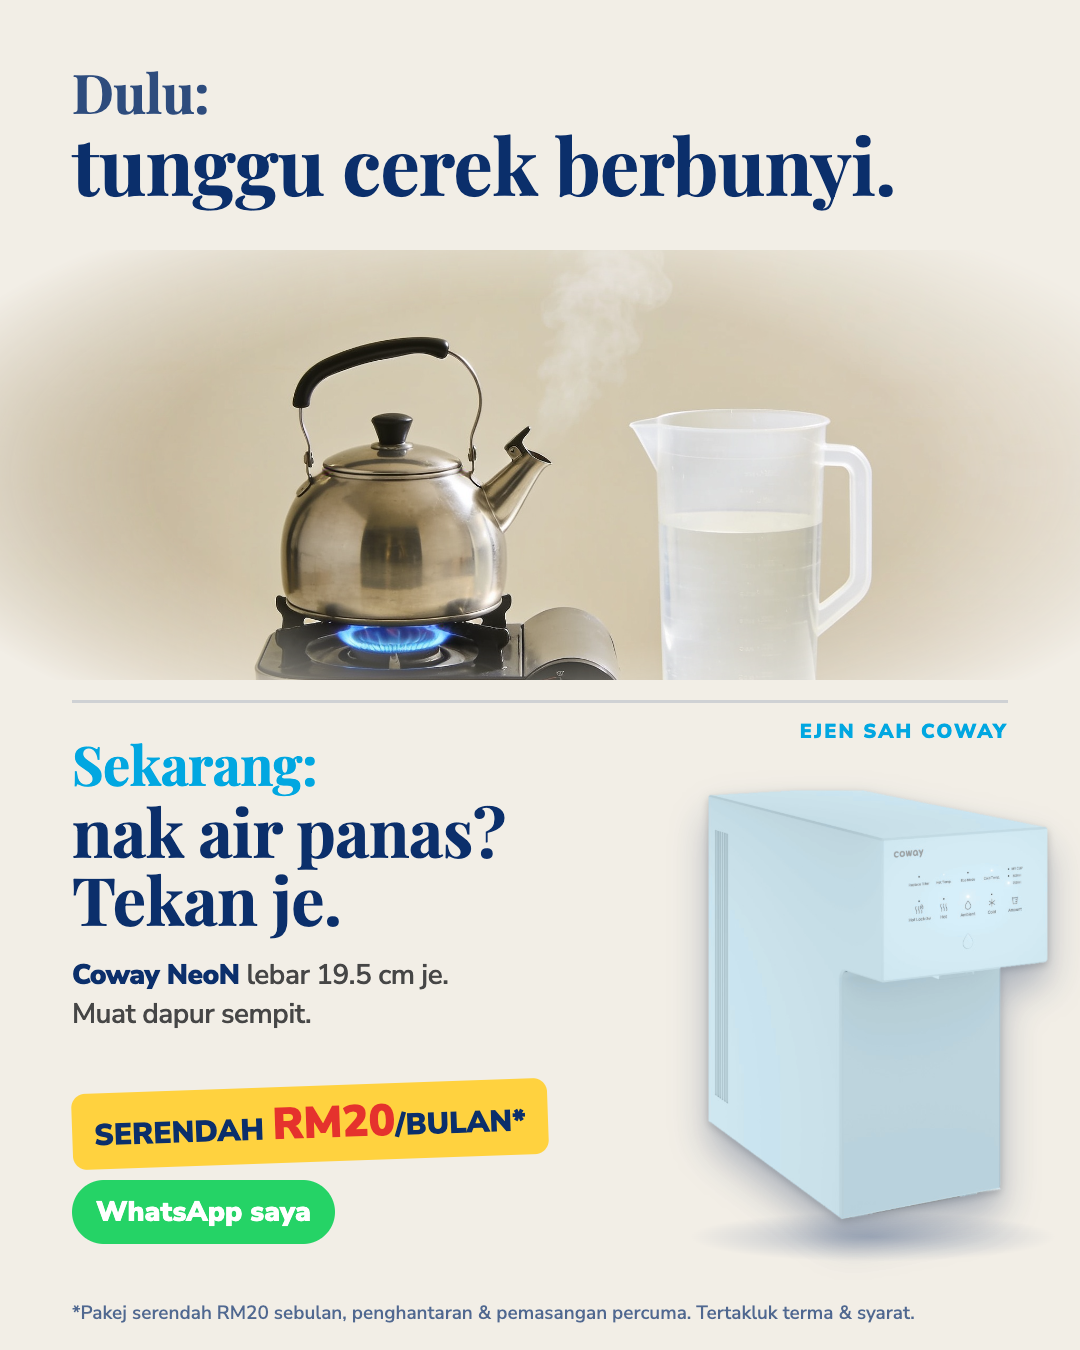 Dulu:
tunggu cerek berbunyi.
EJEN SAH COWAY
Sekarang:
nak air panas?
Tekan je.
Coway NeoN lebar 19.5 cm je.
Muat dapur sempit.
SERENDAH RM20/BULAN*
WhatsApp saya
coway
*Pakej serendah RM20 sebulan, penghantaran & pemasangan percuma. Tertakluk terma & syarat.